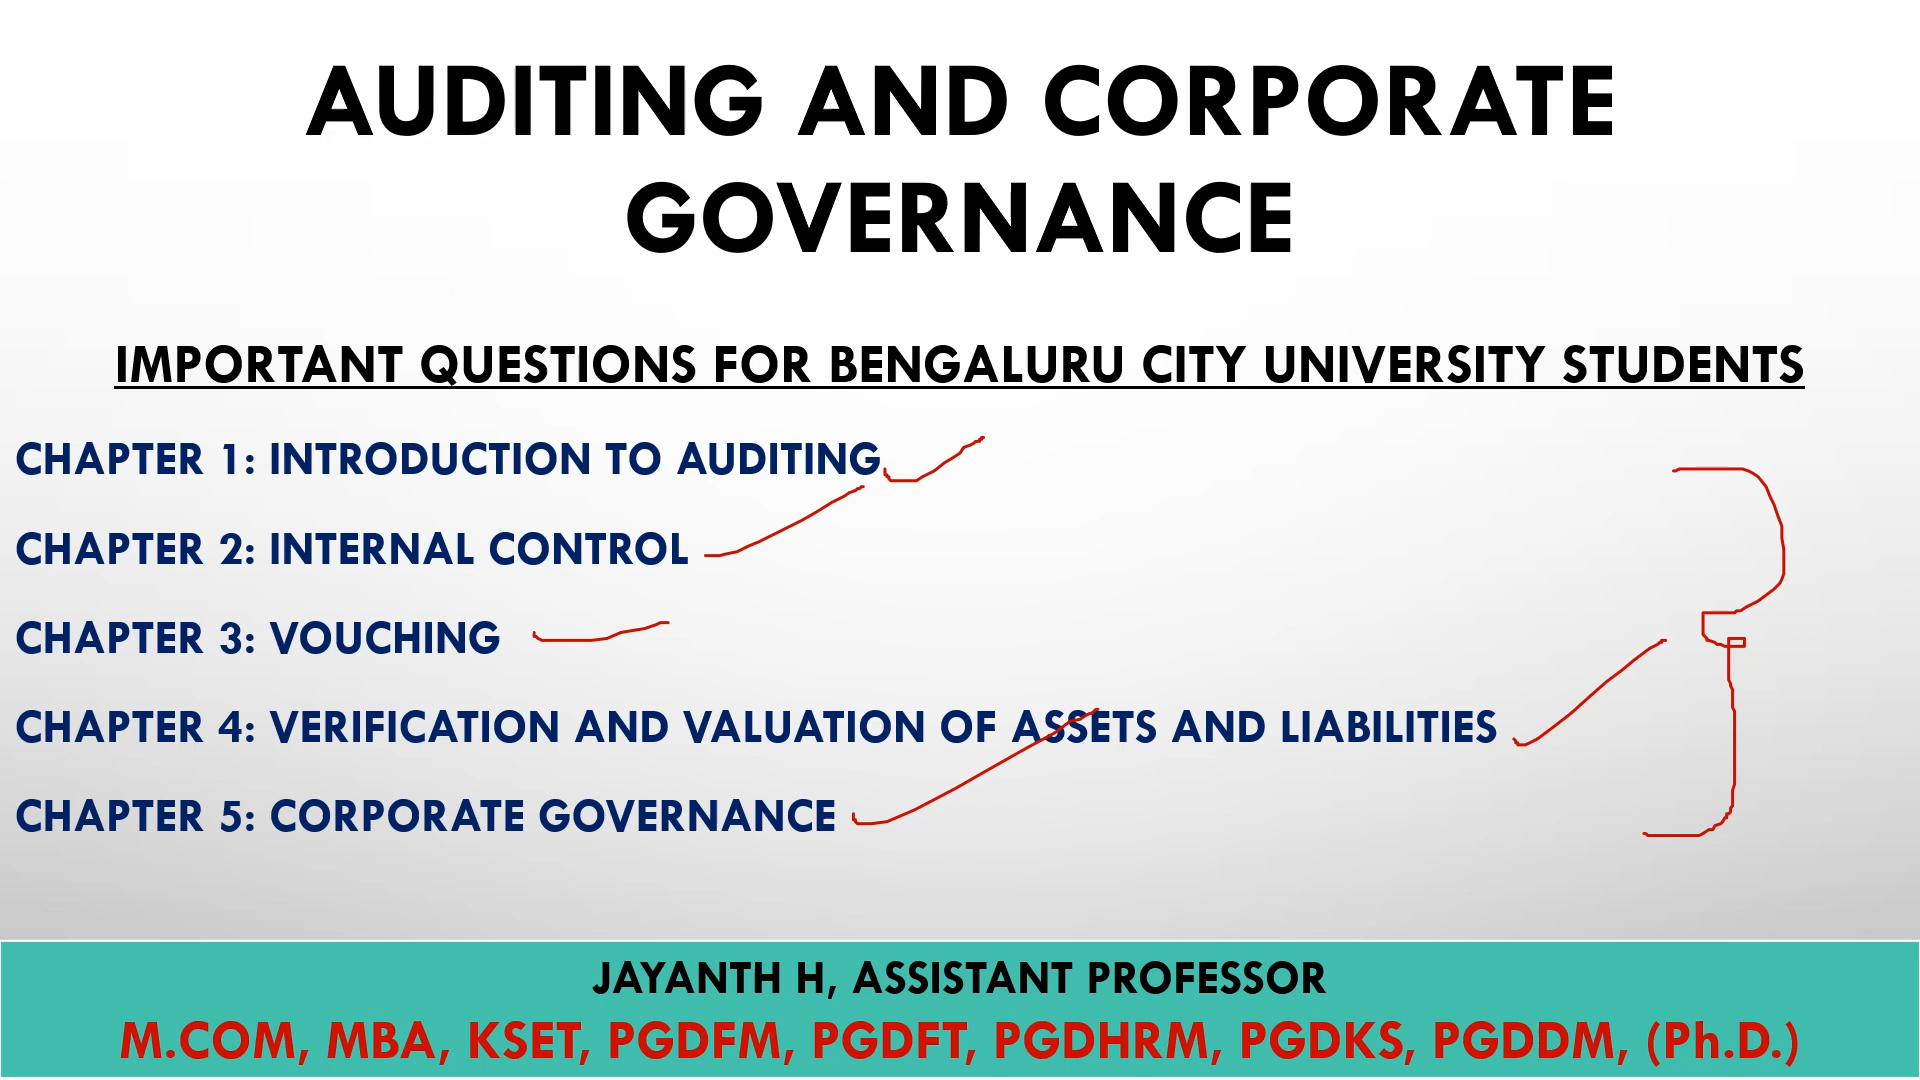 AUDITING AND CORPORATE
GOVERNANCE
IMPORTANT QUESTIONS FOR BENGALURU CITY UNIVERSITY STUDENTS
CHAPTER 1: INTRODUCTION TO AUDITING
CHAPTER 2: INTERNAL CONTROL
CHAPTER 3: VOUCHING
CHAPTER 4: VERIFICATION AND VALUATION OF ASSETS AND LIABILITIES
CHAPTER 5: CORPORATE GOVERNANCE
JAYANTH H, ASSISTANT PROFESSOR
M.COM, MBA, KSET, PGDFM, PGDFT, PGDHRM, PGDKS, PGDDM, (Ph.D.)